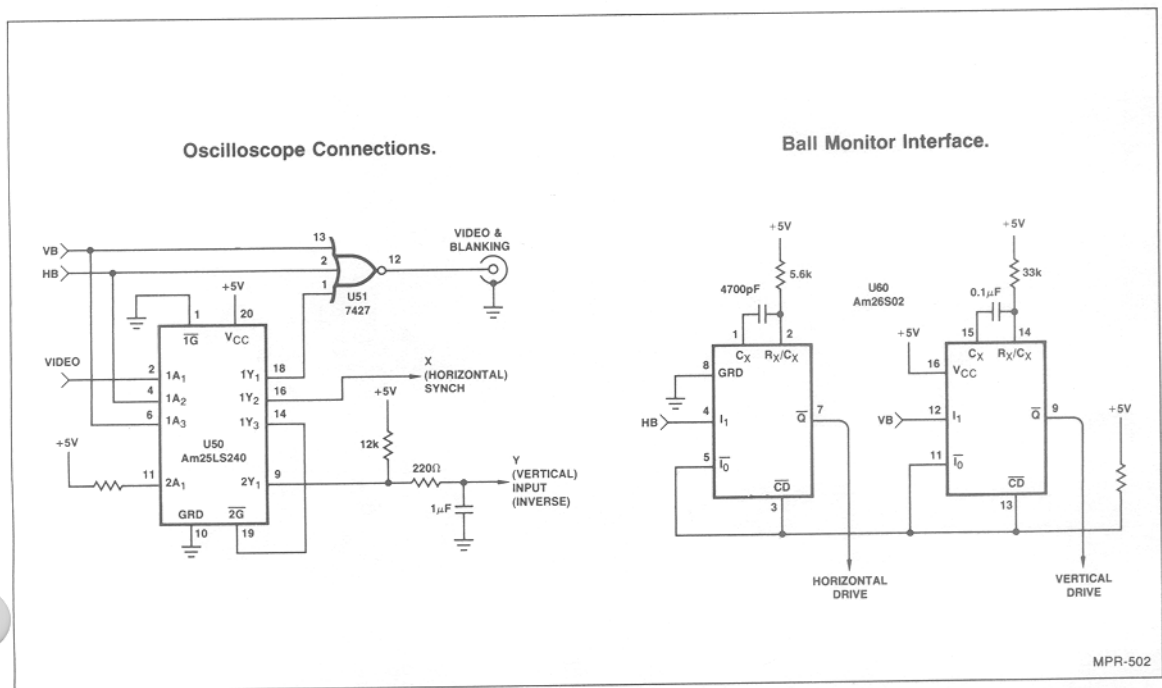 Oscilloscope Connections.
VB
HB
13
2
1
12
U51
7427
VIDEO &
BLANKING
+5V
1
20
1G
VCC
VIDEO
2
1A1
4
1A2
6
1A3
1Y1
18
1Y2
16
1Y3
14
X
(HORIZONTAL)
SYNCH
+5V
12k
U50
Am25LS240
+5V
11
2A1
2Y1
9
220Ω
1μF
Y
(VERTICAL)
INPUT
(INVERSE)
GRD
2G
10
19
Ball Monitor Interface.
+5V
5.6k
4700pF
1
2
CX
RX/CX
8
GRD
HB
4
I1
5
I0
Q
7
CD
3
HORIZONTAL
DRIVE
U60
Am26S02
+5V
33k
0.1μF
15
14
CX
RX/CX
+5V
16
VCC
VB
12
I1
11
I0
Q
9
CD
13
+5V
VERTICAL
DRIVE
MPR-502